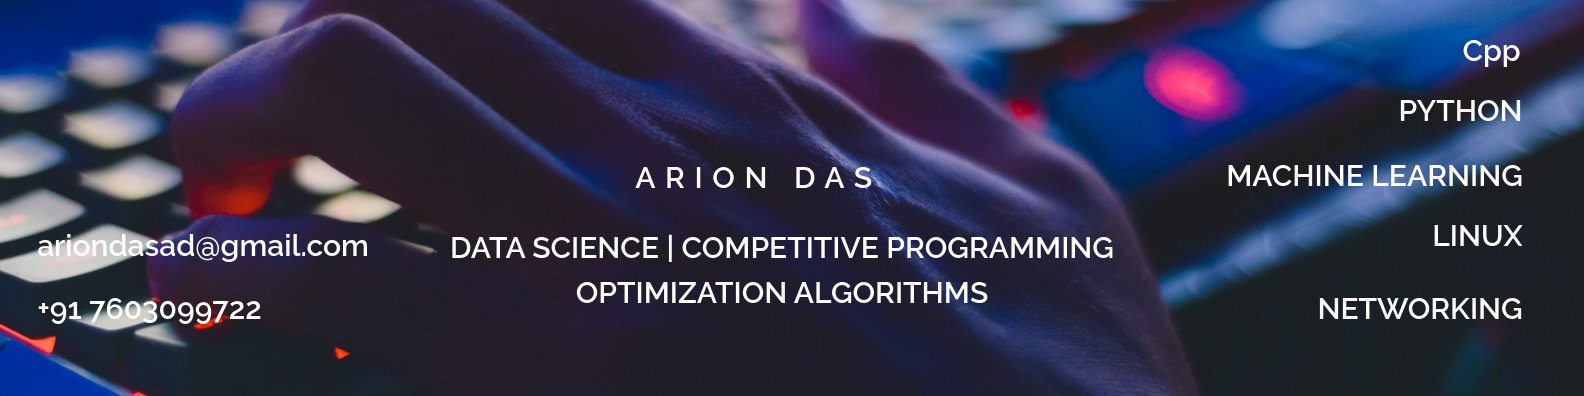 Cpp
PYTHON
ARION DAS
MACHINE LEARNING
ariondasad@gmail.com
DATA SCIENCE | COMPETITIVE PROGRAMMING
LINUX
OPTIMIZATION ALGORITHMS
+91 7603099722
NETWORKING